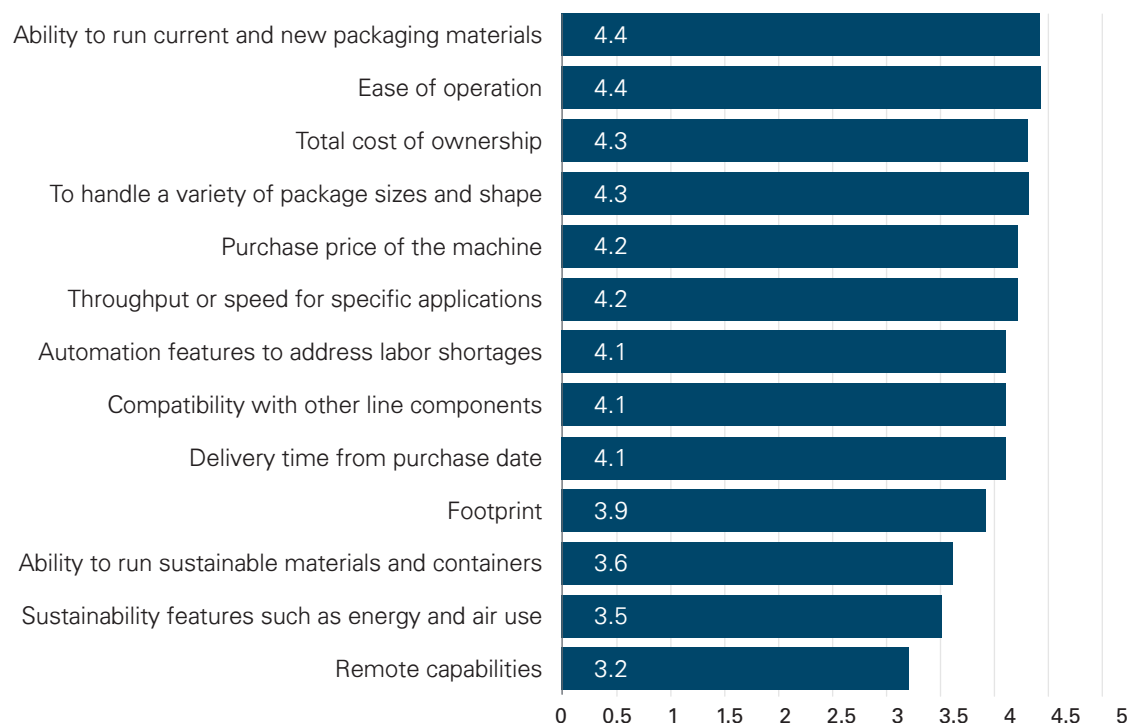 Ability to run current and new packaging materials 4.4
Ease of operation 4.4
Total cost of ownership 4.3
To handle a variety of package sizes and shape 4.3
Purchase price of the machine 4.2
Throughput or speed for specific applications 4.2
Automation features to address labor shortages 4.1
Compatibility with other line components 4.1
Delivery time from purchase date 4.1
Footprint 3.9
Ability to run sustainable materials and containers 3.6
Sustainability features such as energy and air use 3.5
Remote capabilities 3.2
0 0.5 1 1.5 2 2.5 3 3.5 4 4.5 5